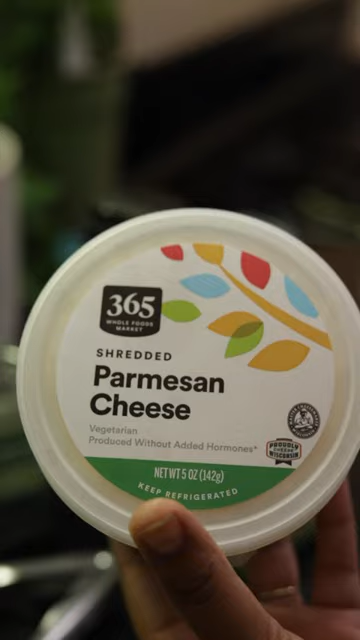 365
WHOLE FOODS
MARKET
SHREDDED
Parmesan
Cheese
Vegetarian
Produced Without Added Hormones*
PROUDLY
WISCONSIN
CHEESE
NET WT 5 OZ (142g)
KEEP REFRIGERATED